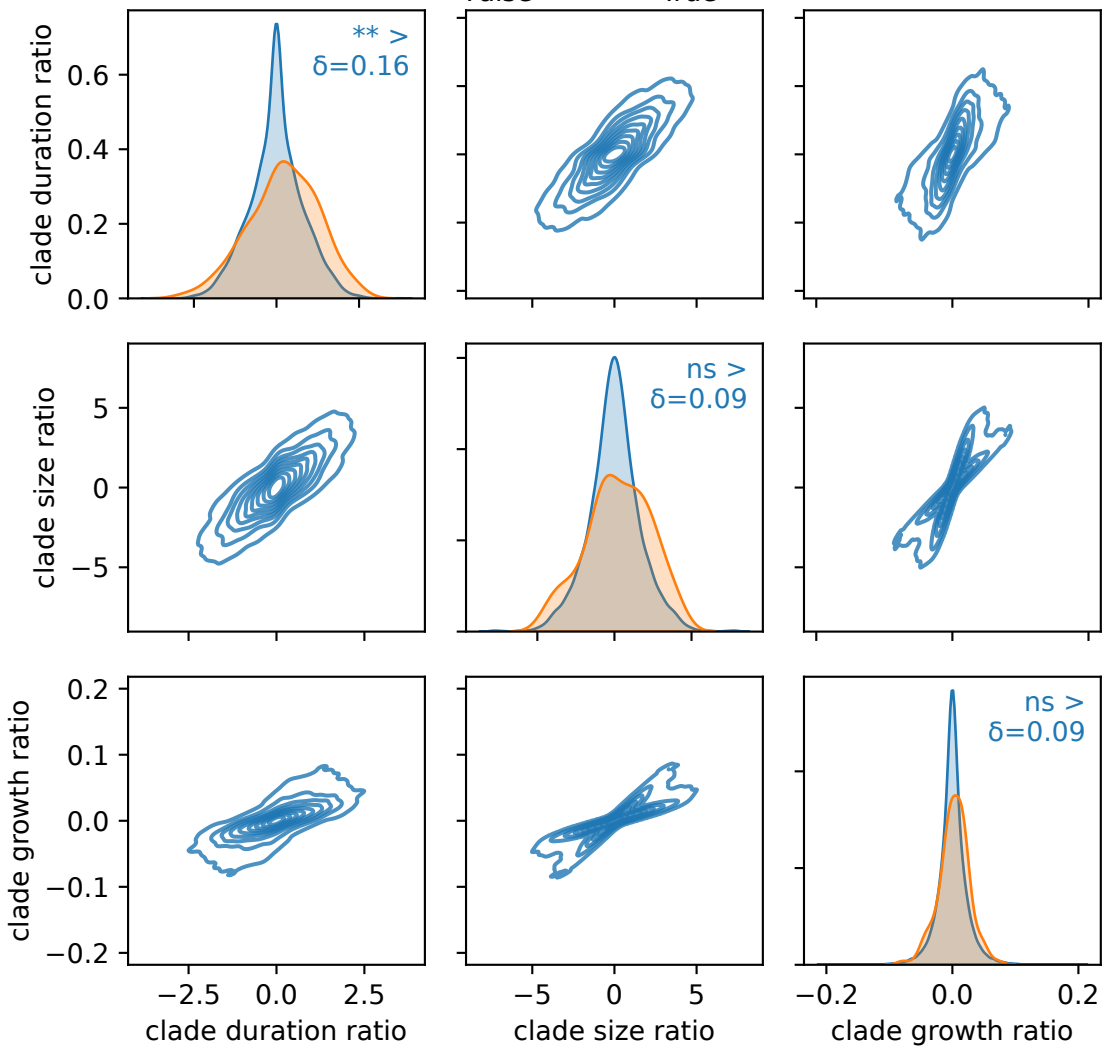 ** >
δ=0.16
clade duration ratio
0.6
0.4
0.2
0.0
ns >
δ=0.09
clade size ratio
5
0
−5
ns >
δ=0.09
clade growth ratio
0.2
0.1
0.0
−0.1
−0.2
−2.5 0.0 2.5
−5 0 5
−0.2 0.0 0.2
clade duration ratio
clade size ratio
clade growth ratio